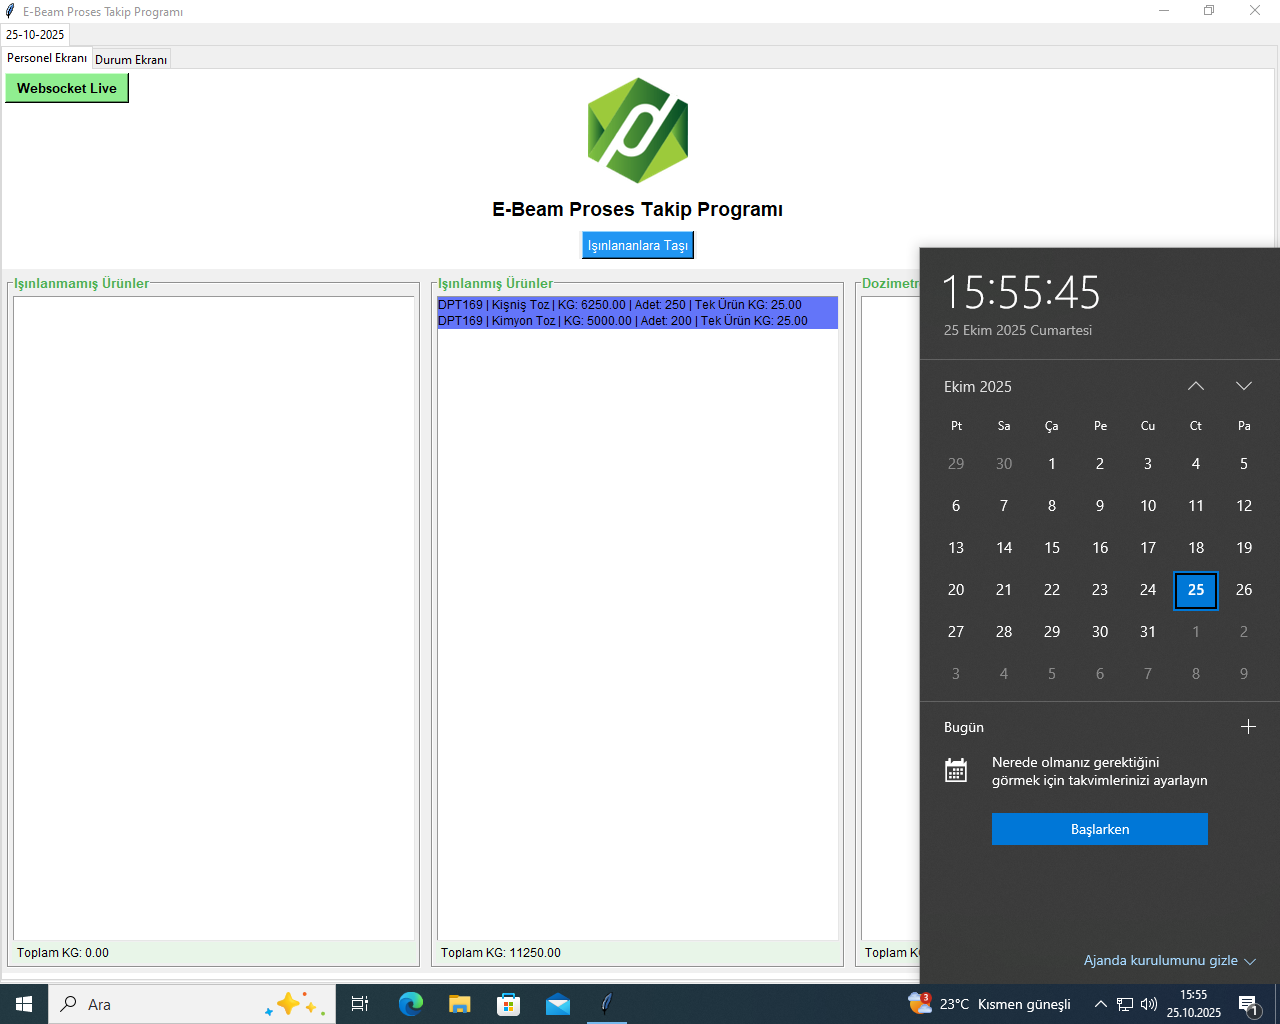 E-Beam Proses Takip Programı
25-10-2025
Personel Ekranı
Durum Ekranı
Websocket Live
E-Beam Proses Takip Programı
Işınlananlara Taşı
Işınlanmamış Ürünler
Toplam KG: 0.00
Işınlanmış Ürünler
DPT169 | Kişniş Toz | KG: 6250.00 | Adet: 250 | Tek Ürün KG: 25.00
DPT169 | Kimyon Toz | KG: 5000.00 | Adet: 200 | Tek Ürün KG: 25.00
Toplam KG: 11250.00
Dozimetr
Toplam K
15:55:45
25 Ekim 2025 Cumartesi
Ekim 2025
Pt Sa Ça Pe Cu Ct Pa
29 30 1 2 3 4 5
6 7 8 9 10 11 12
13 14 15 16 17 18 19
20 21 22 23 24 25 26
27 28 29 30 31 1 2
3 4 5 6 7 8 9
Bugün
Nerede olmanız gerektiğini
görmek için takvimlerinizi ayarlayın
Başlarken
Ajanda kurulumunu gizle
Ara
3
23°C Kısmen güneşli
15:55
25.10.2025
1